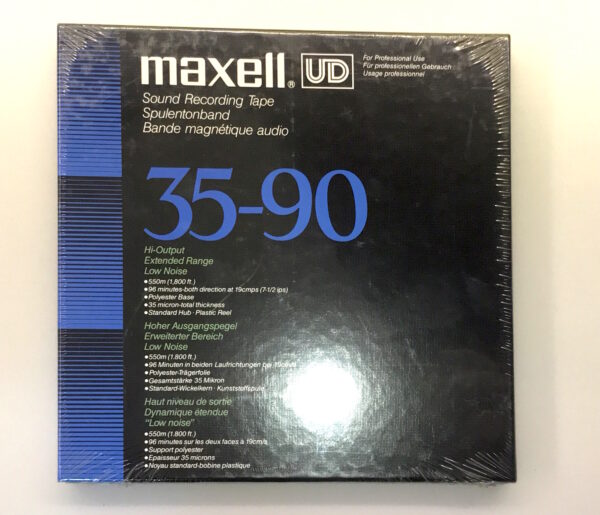 maxell® UD
For Professional Use
Für professionellen Gebrauch
Usage professionnel
Sound Recording Tape
Spulentonband
Bande magnétique audio
35-90
Hi-Output
Extended Range
Low Noise
•550m (1,800 ft.)
•96 minutes-both direction at 19cmps (7-1/2 ips)
•Polyester Base
•35 micron-total thickness
•Standard Hub · Plastic Reel
Hoher Ausgangspegel
Erweiterter Bereich
Low Noise
•550m (1.800 ft.)
•96 Minuten in beiden Laufrichtungen bei 19cm/s
•Polyester-Trägerfolie
•Gesamtstärke 35 Mikron
•Standard-Wickelkern · Kunststoffspule
Haut niveau de sortie
Dynamique étendue
"Low noise"
•550m (1.800 ft.)
•96 minutes sur les deux faces à 19cm/s
•Support polyester
•Epaisseur 35 microns
•Noyau standard-bobine plastique